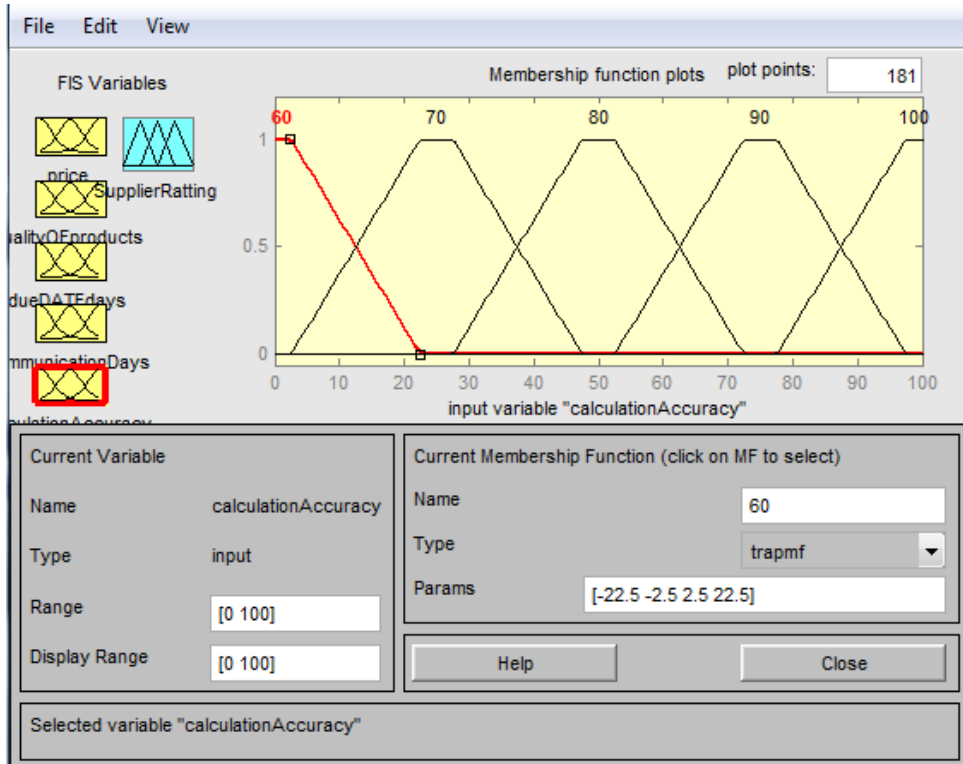 File Edit View
FIS Variables
Membership function plots plot points: 181
price
SupplierRatting
alityOFproducts
dueDATEdays
mmunicationDays
60 70 80 90 100
1
0.5
0
0 10 20 30 40 50 60 70 80 90 100
input variable "calculationAccuracy"
Current Variable
Name calculationAccuracy
Type input
Range [0 100]
Display Range [0 100]
Current Membership Function (click on MF to select)
Name 60
Type trapmf
Params [-22.5 -2.5 2.5 22.5]
Help Close
Selected variable "calculationAccuracy"